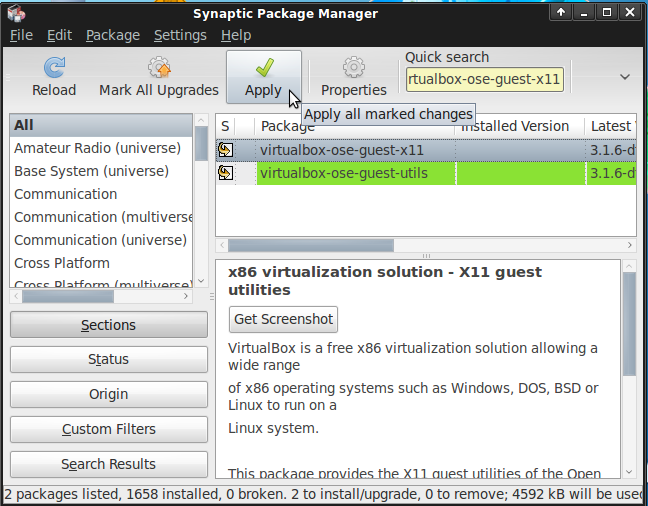 Synaptic Package Manager
File Edit Package Settings Help
Reload
Mark All Upgrades
Apply
Properties
Quick search
rtualbox-ose-guest-x11
Apply all marked changes
All
Amateur Radio (universe)
Base System (universe)
Communication
Communication (multiverse
Communication (universe)
Cross Platform
Cross Platform (multiverse)
S Package Installed Version Latest
virtualbox-ose-guest-x11 3.1.6-d
virtualbox-ose-guest-utils 3.1.6-d
x86 virtualization solution - X11 guest
utilities
Get Screenshot
VirtualBox is a free x86 virtualization solution allowing a
wide range
of x86 operating systems such as Windows, DOS, BSD or
Linux to run on a
Linux system.
This package provides the X11 guest utilities of the Open
Sections
Status
Origin
Custom Filters
Search Results
2 packages listed, 1658 installed, 0 broken. 2 to install/upgrade, 0 to remove; 4592 kB will be used